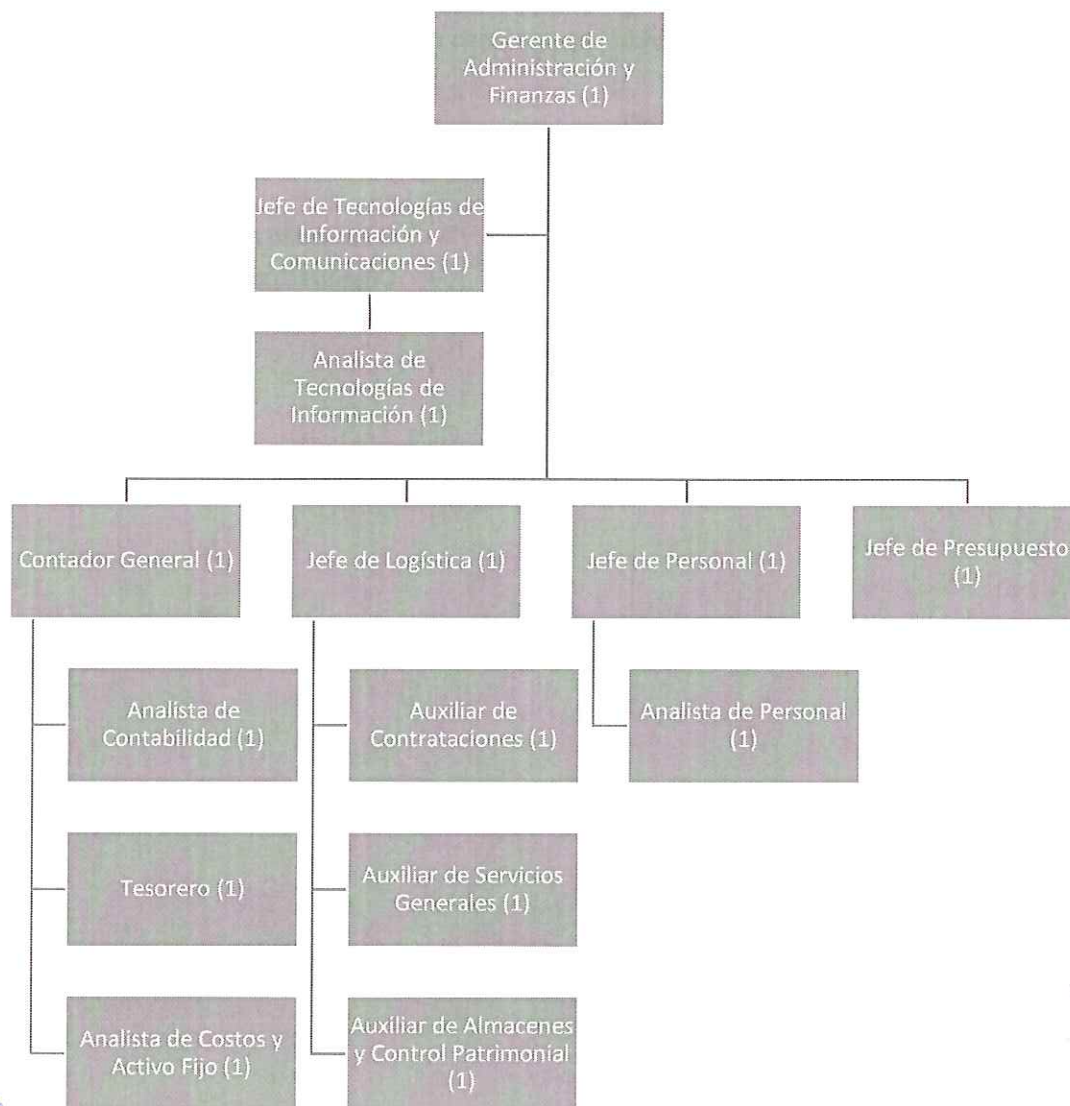 Gerente de
Administración y
Finanzas (1)
Jefe de Tecnologías de
Información y
Comunicaciones (1)
Analista de
Tecnologías de
Información (1)
Contador General (1)
Jefe de Logística (1)
Jefe de Personal (1)
Jefe de Presupuesto
(1)
Analista de
Contabilidad (1)
Auxiliar de
Contrataciones (1)
Analista de Personal
(1)
Tesorero (1)
Auxiliar de Servicios
Generales (1)
Analista de Costos y
Activo Fijo (1)
Auxiliar de Almacenes
y Control Patrimonial
(1)